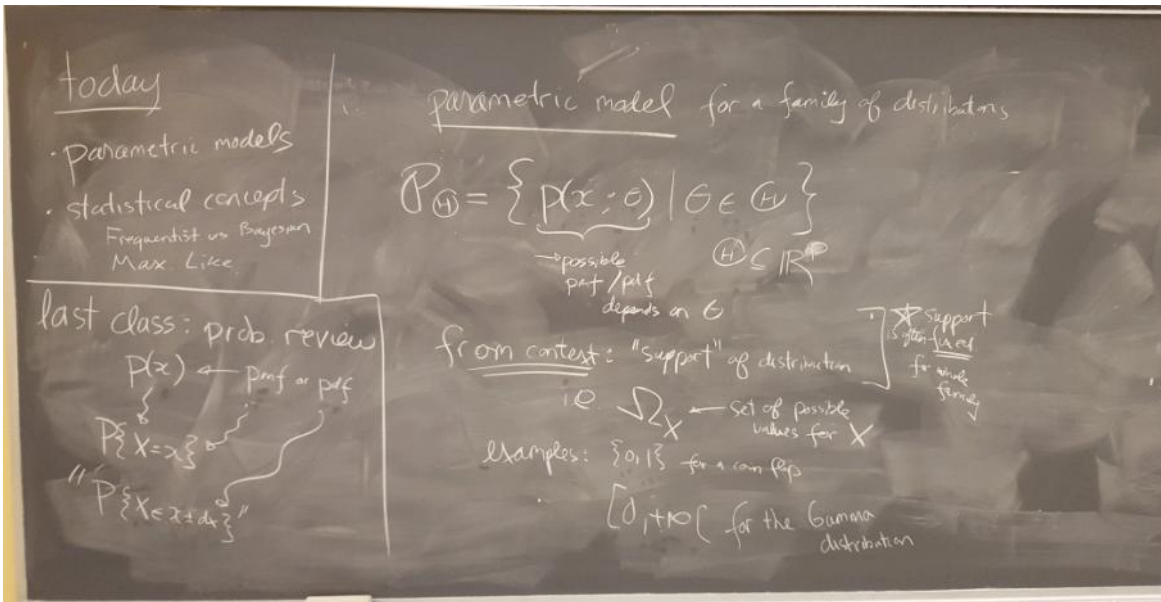 today
· parametric models
· statistical concepts
Frequentist vs Bayesian
Max. Like.
last class: prob. review
p(x) ← pmf or pdf
P{X=x}
"P{X∈x±dx}"
parametric model for a family of distributions
P_Θ = { p(x;θ) | θ ∈ Θ }
→ possible
pmf/pdf
depends on θ
Θ ⊆ ℝ^p
from context: "support" of distribution
i.e. Ω_X ← set of possible
values for X
★ support
is often fixed
for whole
family
examples: {0,1} for a coin flip
[0,+∞[ for the Gamma
distribution